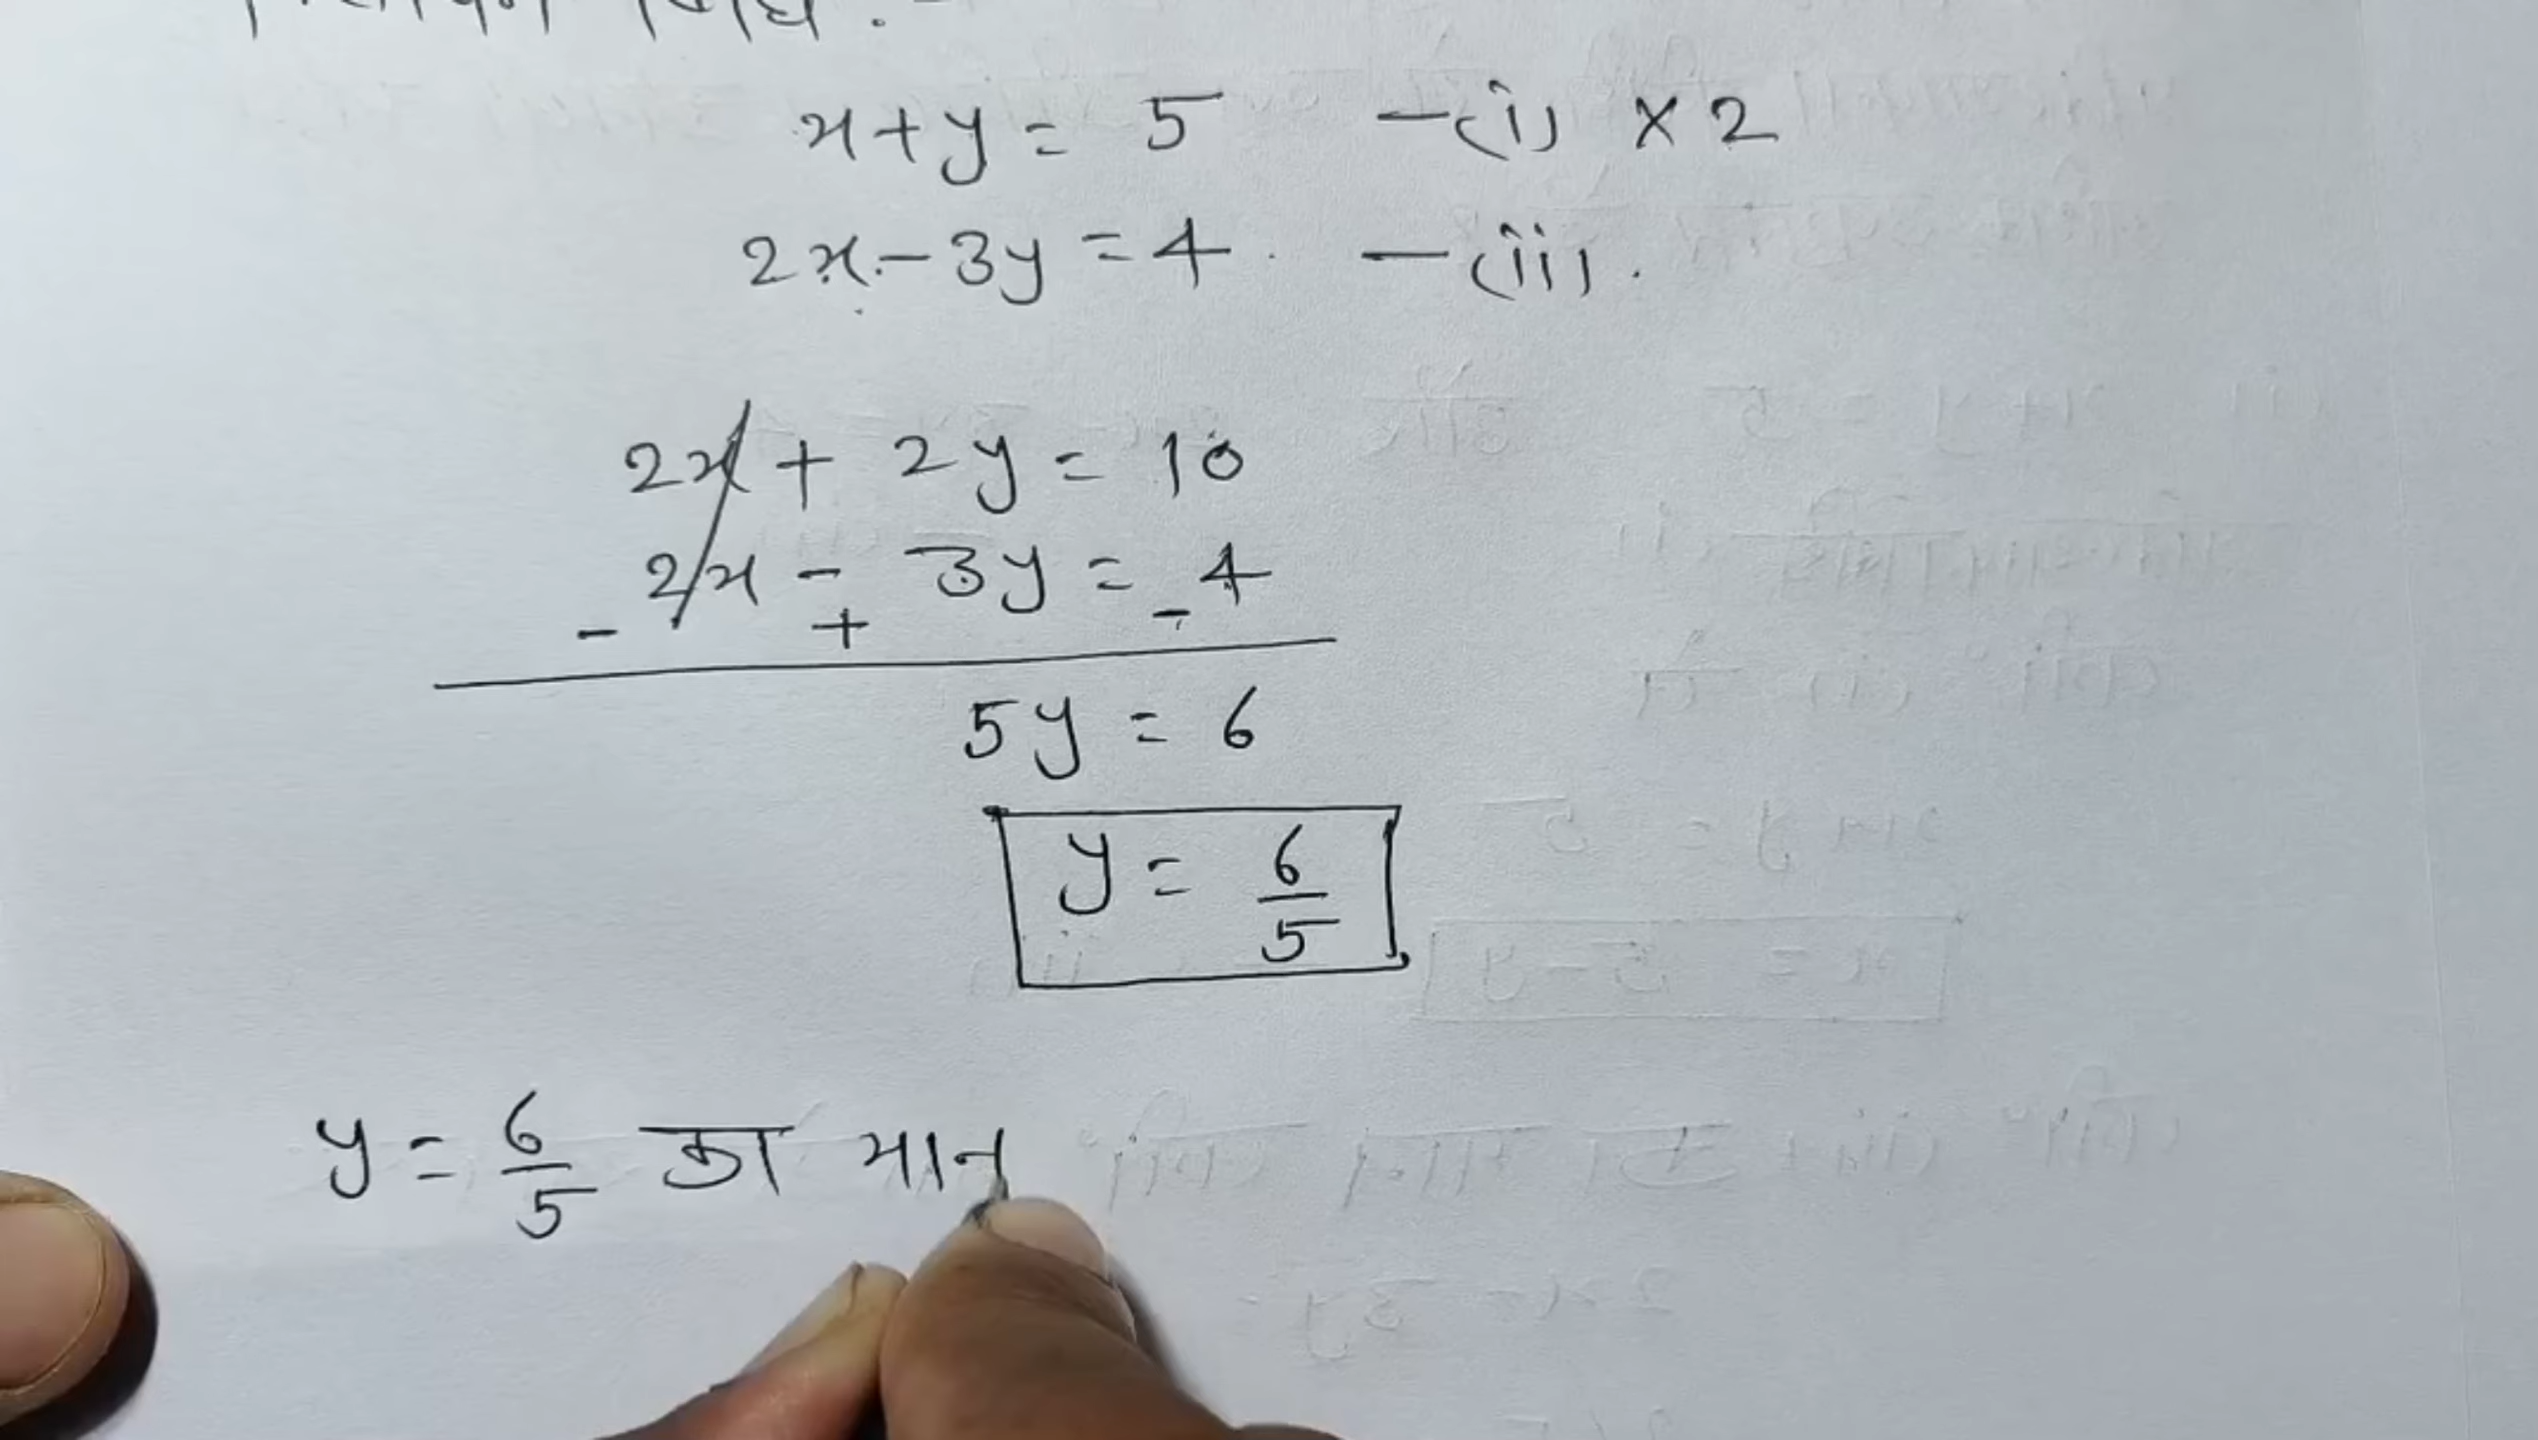 x+y = 5 -(i) × 2
2x - 3y = 4 -(ii).
2x + 2y = 10
2x - 3y = 4
- + -
5y = 6
y = 6/5
y = 6/5 का मान